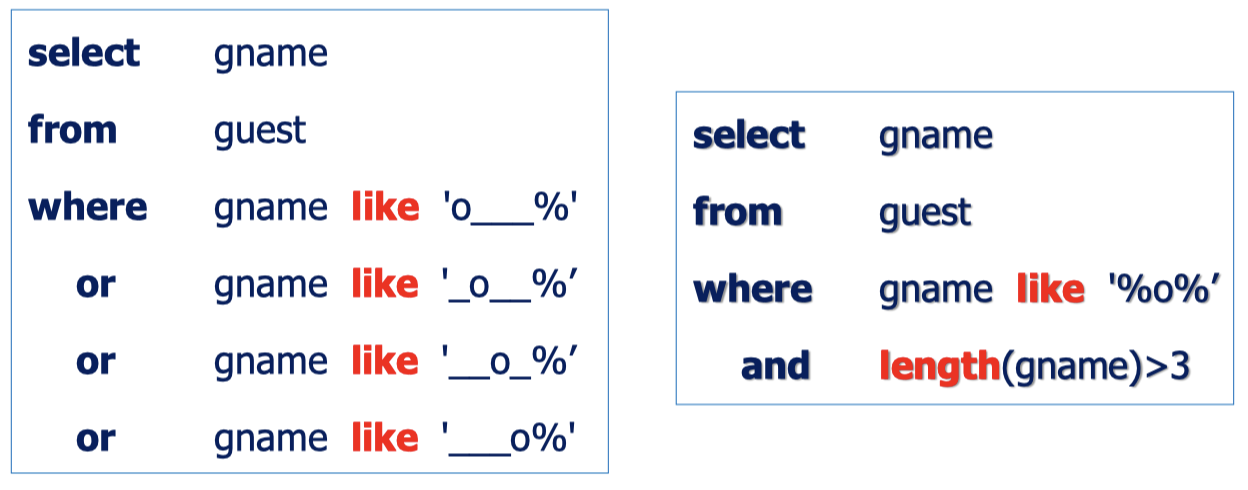 select gname
from guest
where gname like 'o___%'
or gname like '_o__%’
or gname like '__o_%’
or gname like '___o%'
select gname
from guest
where gname like '%o%’
and length(gname)>3